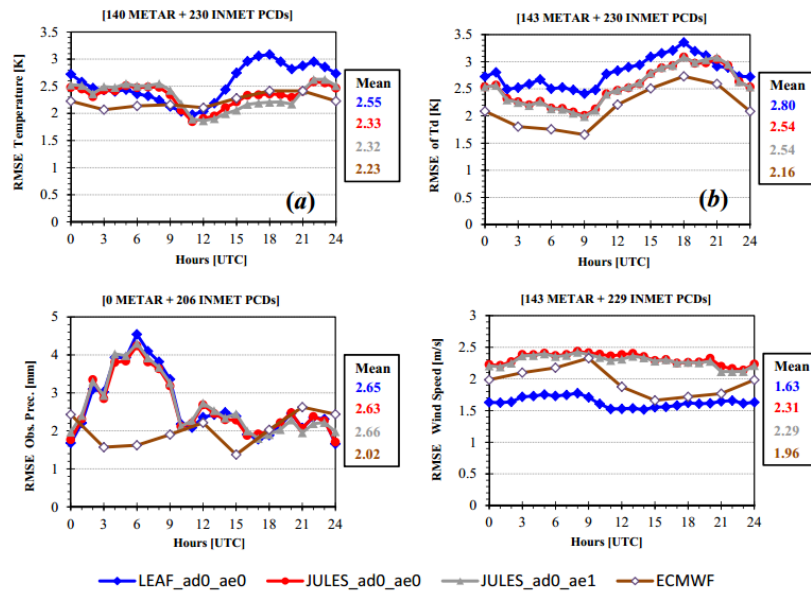 [140 METAR + 230 INMET PCDs]
RMSE Temperature [K]
3.5
3
2.5
2
1.5
1
0.5
0
(a)
0 3 6 9 12 15 18 21 24
Hours [UTC]
Mean
2.55
2.33
2.32
2.23
[143 METAR + 230 INMET PCDs]
RMSE of Td [K]
3.5
3
2.5
2
1.5
1
0.5
0
(b)
0 3 6 9 12 15 18 21 24
Hours [UTC]
Mean
2.80
2.54
2.54
2.16
[0 METAR + 206 INMET PCDs]
RMSE Obs. Prec. [mm]
5
4
3
2
1
0
0 3 6 9 12 15 18 21 24
Hours [UTC]
Mean
2.65
2.63
2.66
2.02
[143 METAR + 229 INMET PCDs]
RMSE Wind Speed [m/s]
3
2.5
2
1.5
1
0.5
0
0 3 6 9 12 15 18 21 24
Hours [UTC]
Mean
1.63
2.31
2.29
1.96
LEAF_ad0_ae0 JULES_ad0_ae0 JULES_ad0_ae1 ECMWF